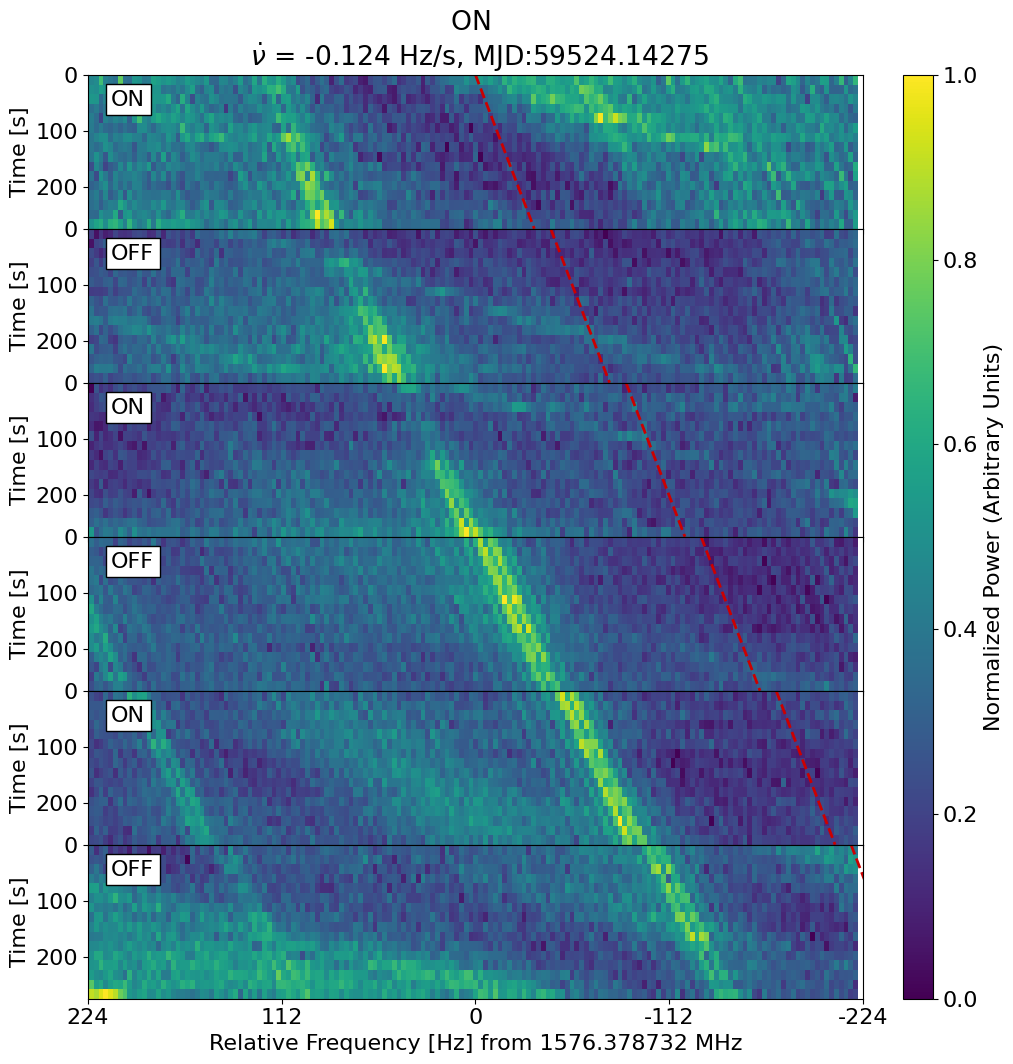 ON
ν̇ = -0.124 Hz/s, MJD:59524.14275
0
100
200
Time [s]
ON
0
100
200
Time [s]
OFF
0
100
200
Time [s]
ON
0
100
200
Time [s]
OFF
0
100
200
Time [s]
ON
0
100
200
Time [s]
OFF
224
112
0
-112
-224
Relative Frequency [Hz] from 1576.378732 MHz
1.0
0.8
0.6
0.4
0.2
0.0
Normalized Power (Arbitrary Units)